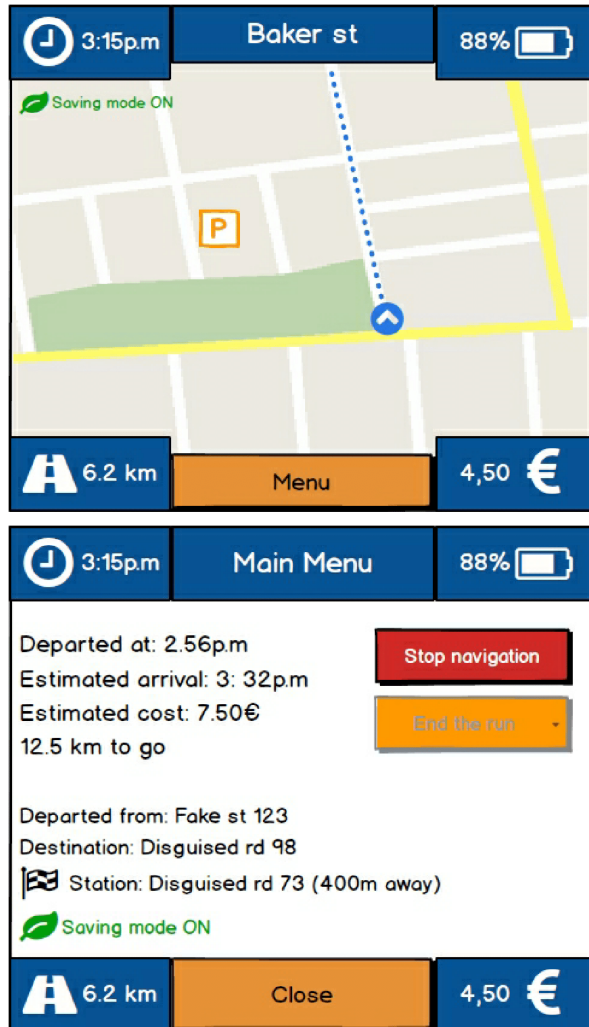 3:15p.m
Baker st
88%
Saving mode ON
P
6.2 km
Menu
4,50 €
3:15p.m
Main Menu
88%
Departed at: 2.56p.m
Stop navigation
Estimated arrival: 3: 32p.m
Estimated cost: 7.50€
End the run
12.5 km to go
Departed from: Fake st 123
Destination: Disguised rd 98
Station: Disguised rd 73 (400m away)
Saving mode ON
6.2 km
Close
4,50 €